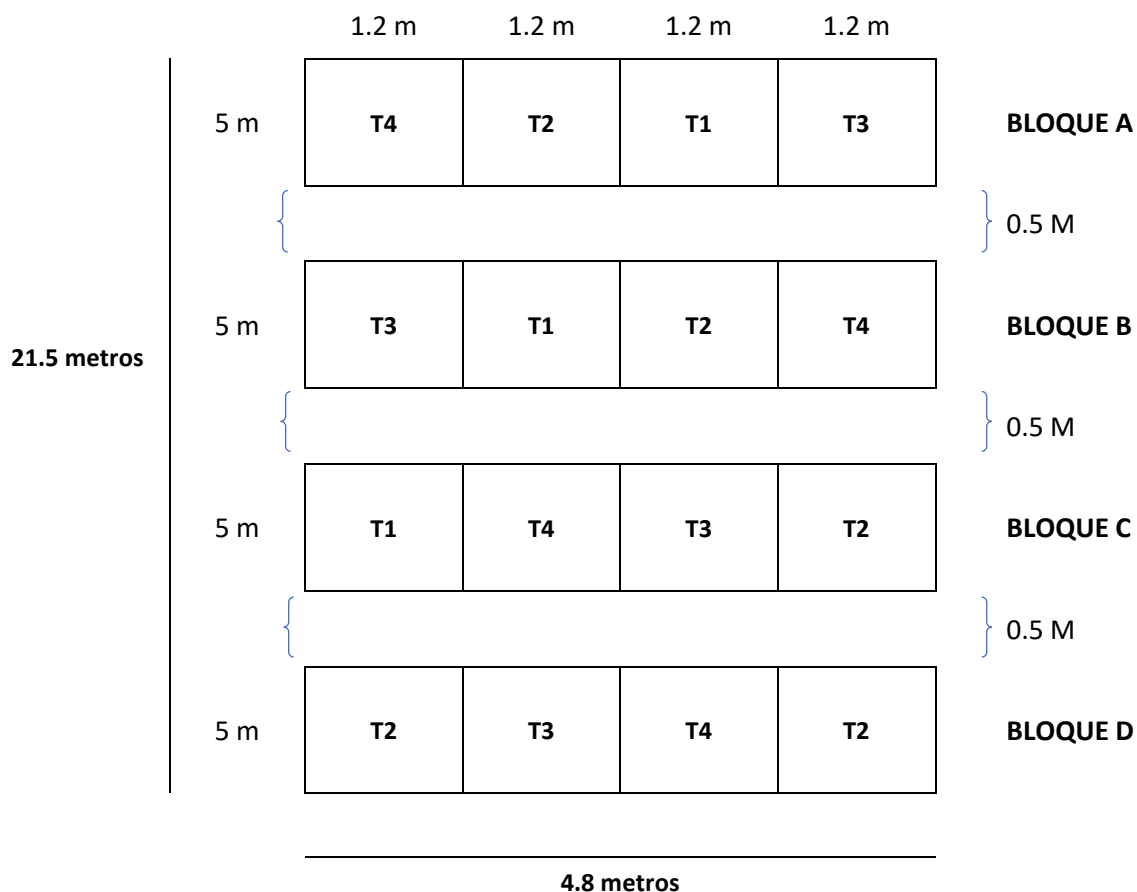 1.2 m 1.2 m 1.2 m 1.2 m
5 m T4 T2 T1 T3 BLOQUE A
0.5 M
5 m T3 T1 T2 T4 BLOQUE B
21.5 metros
0.5 M
5 m T1 T4 T3 T2 BLOQUE C
0.5 M
5 m T2 T3 T4 T2 BLOQUE D
4.8 metros